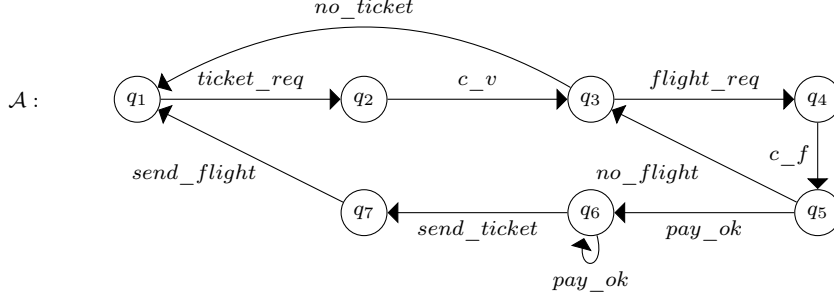 no_ticket
𝒜 :
q1
ticket_req
q2
c_v
q3
flight_req
q4
c_f
send_flight
no_flight
q7
send_ticket
q6
pay_ok
q5
pay_ok